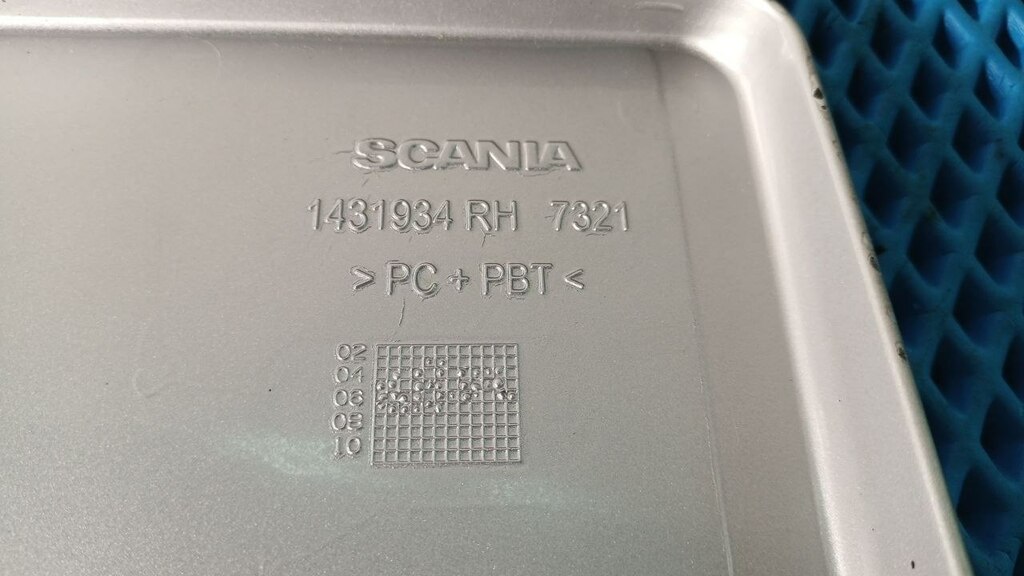 SCANIA
1431934 RH 7321
> PC + PBT <
02
04
06
08
10